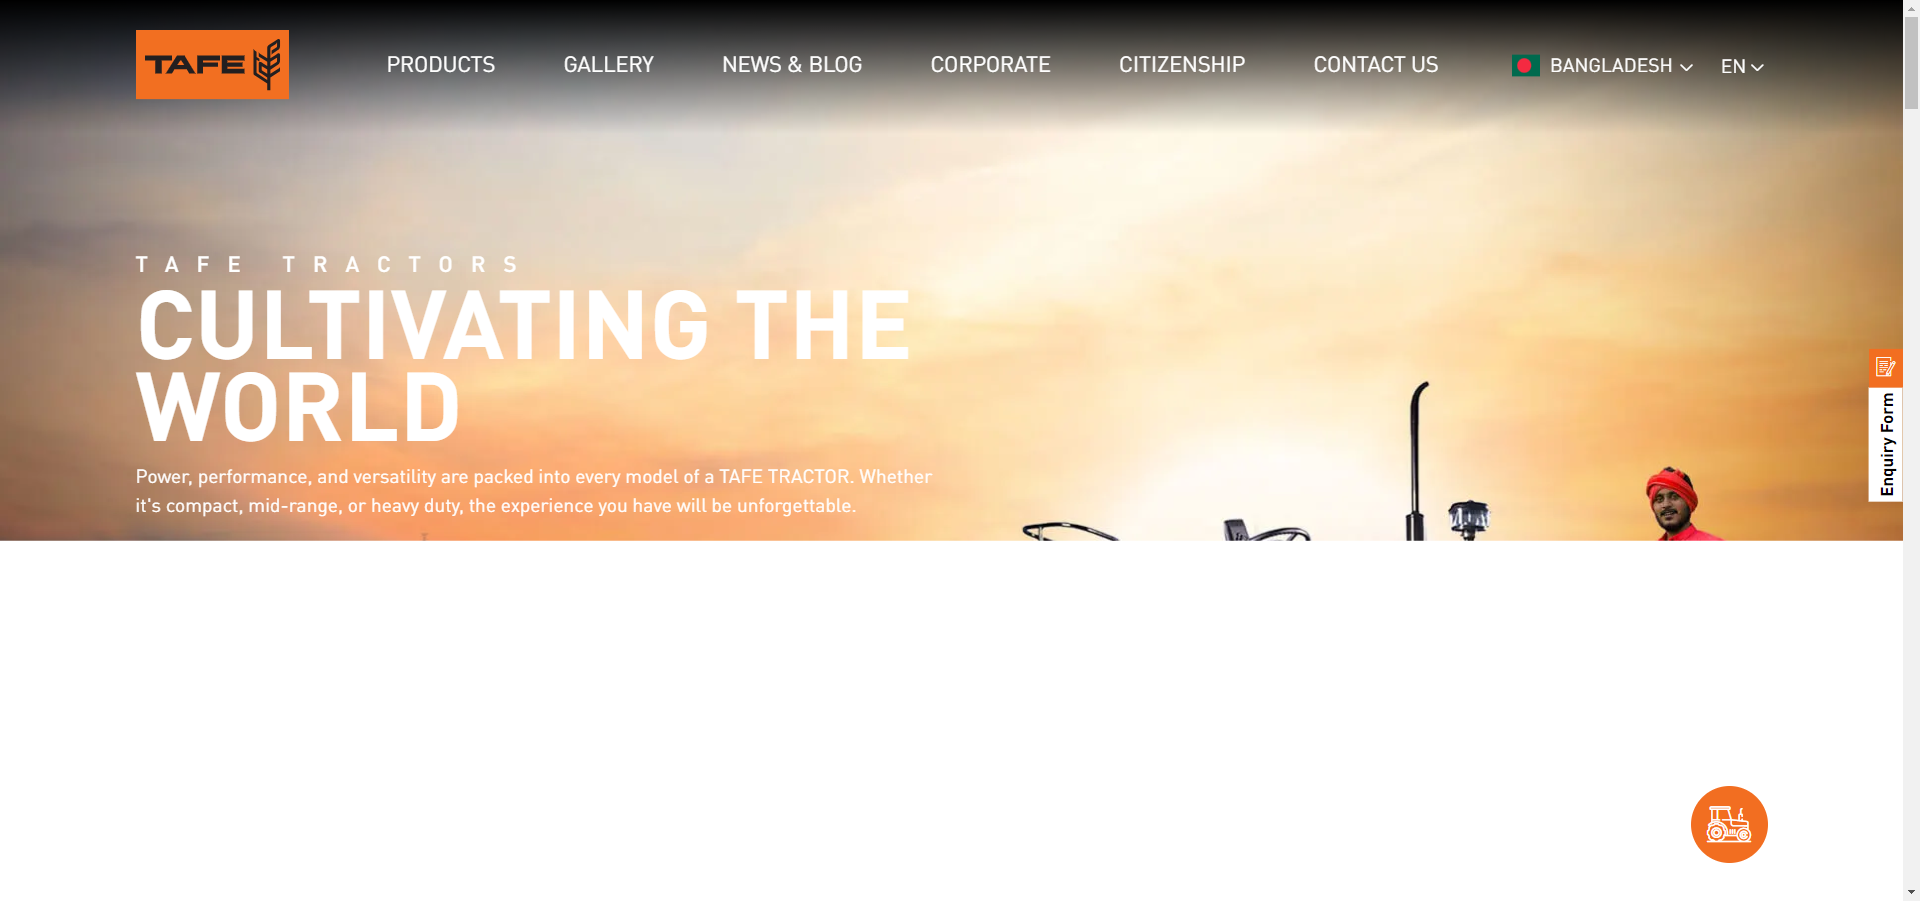 TAFE
PRODUCTS
GALLERY
NEWS & BLOG
CORPORATE
CITIZENSHIP
CONTACT US
BANGLADESH
EN
TAFE TRACTORS
CULTIVATING THE
WORLD
Power, performance, and versatility are packed into every model of a TAFE TRACTOR. Whether
it's compact, mid-range, or heavy duty, the experience you have will be unforgettable.
Enquiry Form